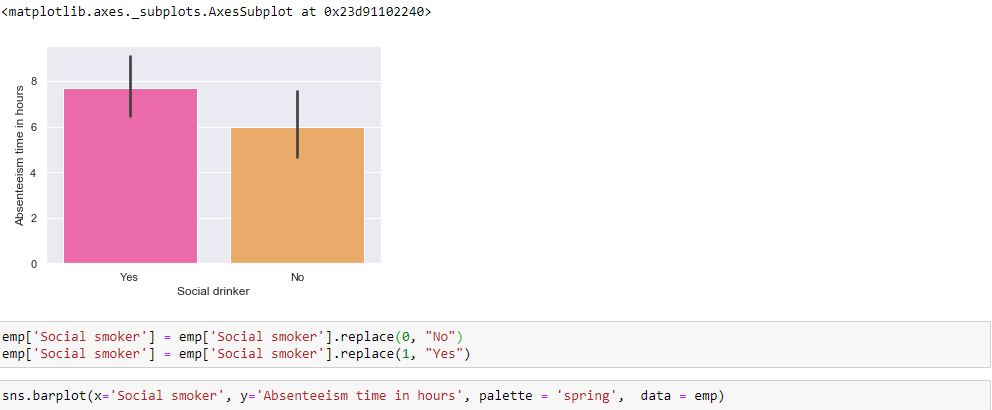 <matplotlib.axes._subplots.AxesSubplot at 0x23d91102240>
8
6
4
2
0
Absenteeism time in hours
Yes No
Social drinker
emp['Social smoker'] = emp['Social smoker'].replace(0, "No")
emp['Social smoker'] = emp['Social smoker'].replace(1, "Yes")
sns.barplot(x='Social smoker', y='Absenteeism time in hours', palette = 'spring',  data = emp)